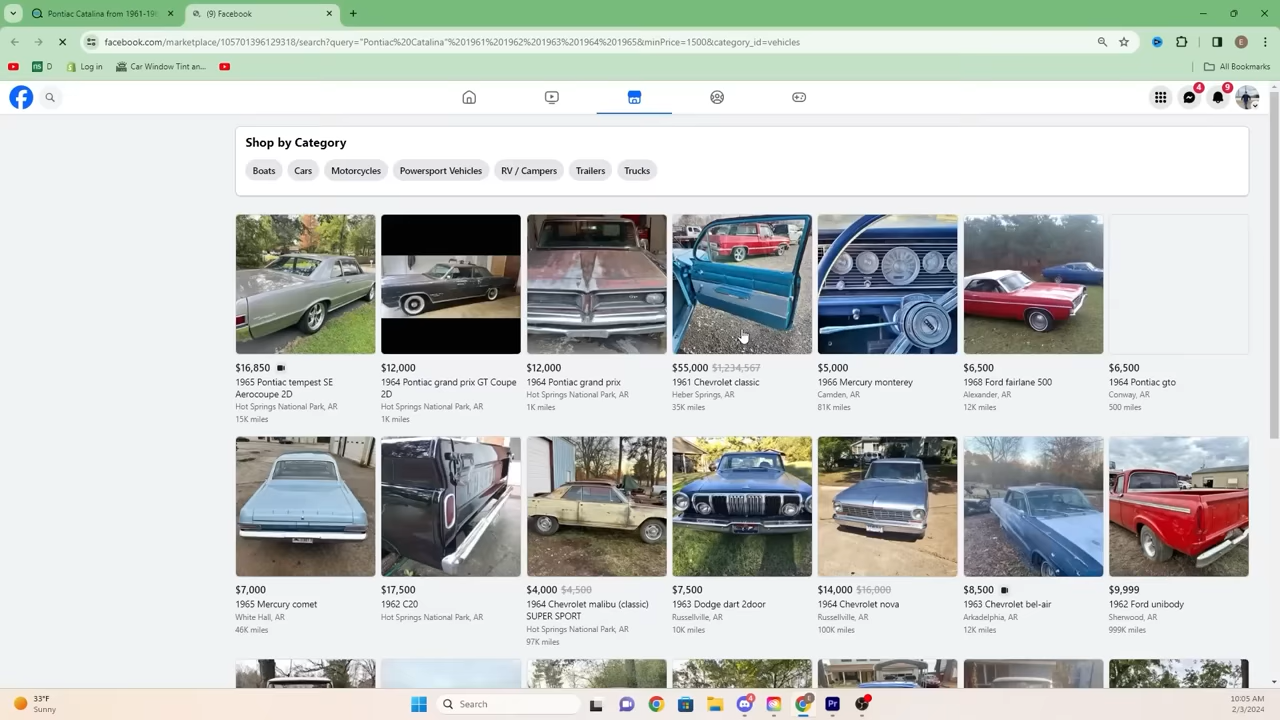 Pontiac Catalina from 1961-196
(9) Facebook
facebook.com/marketplace/105701396129318/search?query="Pontiac%20Catalina"%201961%201962%201963%201964%201965&minPrice=1500&category_id=vehicles
E
D
Log in
Car Window Tint an...
All Bookmarks
4
9
Shop by Category
Boats
Cars
Motorcycles
Powersport Vehicles
RV / Campers
Trailers
Trucks
$16,850
$12,000
$12,000
$55,000 $1,234,567
$5,000
$6,500
$6,500
1965 Pontiac tempest SE
Aerocoupe 2D
Hot Springs National Park, AR
15K miles
1964 Pontiac grand prix GT Coupe
2D
Hot Springs National Park, AR
1K miles
1964 Pontiac grand prix
Hot Springs National Park, AR
1K miles
1961 Chevrolet classic
Heber Springs, AR
35K miles
1966 Mercury monterey
Camden, AR
81K miles
1968 Ford fairlane 500
Alexander, AR
12K miles
1964 Pontiac gto
Conway, AR
500 miles
$7,000
1965 Mercury comet
White Hall, AR
46K miles
$17,500
1962 C20
Hot Springs National Park, AR
$4,000 $4,500
1964 Chevrolet malibu (classic)
SUPER SPORT
Hot Springs National Park, AR
97K miles
$7,500
1963 Dodge dart 2door
Russellville, AR
10K miles
$14,000 $16,000
1964 Chevrolet nova
Russellville, AR
100K miles
$8,500
1963 Chevrolet bel-air
Arkadelphia, AR
12K miles
$9,999
1962 Ford unibody
Sherwood, AR
999K miles
33°F
Sunny
Search
4
Pr
10:05 AM
2/3/2024